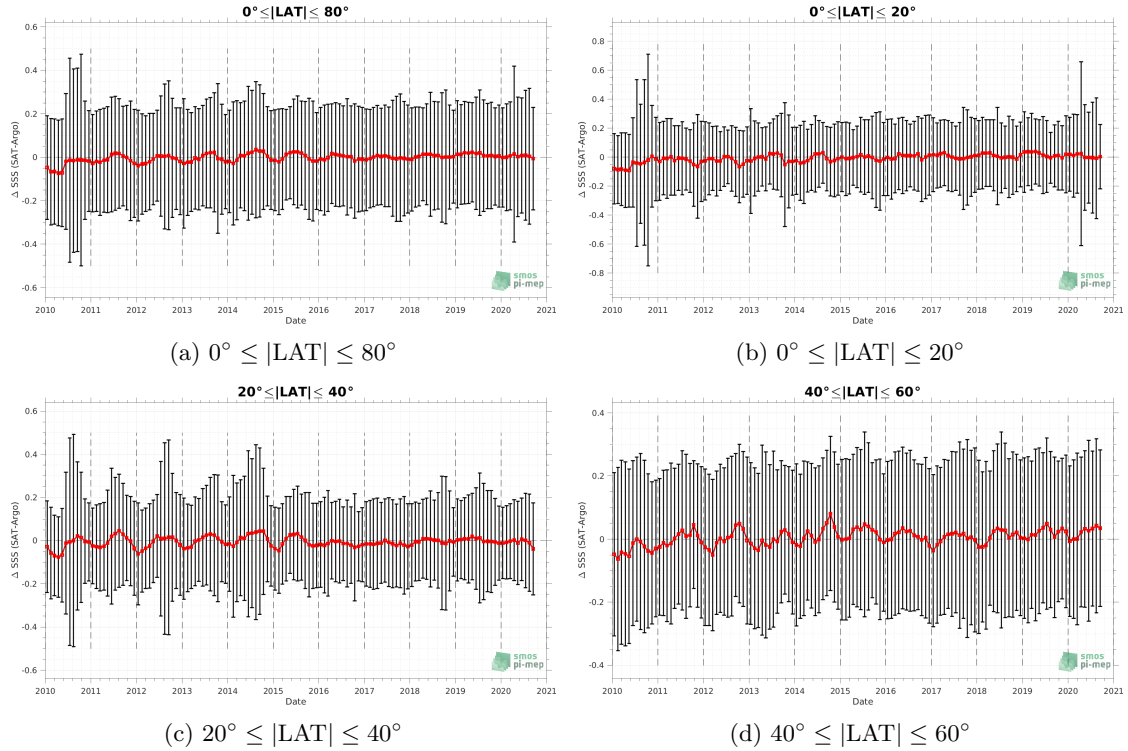 0°≤|LAT|≤ 80°
0.6
0.4
0.2
0
-0.2
-0.4
-0.6
Δ SSS (SAT-Argo)
2010 2011 2012 2013 2014 2015 2016 2017 2018 2019 2020 2021
Date
smos
pi-mep
(a) 0° ≤ |LAT| ≤ 80°
0°≤|LAT|≤ 20°
0.8
0.6
0.4
0.2
0
-0.2
-0.4
-0.6
-0.8
Δ SSS (SAT-Argo)
2010 2011 2012 2013 2014 2015 2016 2017 2018 2019 2020 2021
Date
smos
pi-mep
(b) 0° ≤ |LAT| ≤ 20°
20°≤|LAT|≤ 40°
0.6
0.4
0.2
0
-0.2
-0.4
-0.6
Δ SSS (SAT-Argo)
2010 2011 2012 2013 2014 2015 2016 2017 2018 2019 2020 2021
Date
smos
pi-mep
(c) 20° ≤ |LAT| ≤ 40°
40°≤|LAT|≤ 60°
0.4
0.2
0
-0.2
-0.4
Δ SSS (SAT-Argo)
2010 2011 2012 2013 2014 2015 2016 2017 2018 2019 2020 2021
Date
smos
pi-mep
(d) 40° ≤ |LAT| ≤ 60°